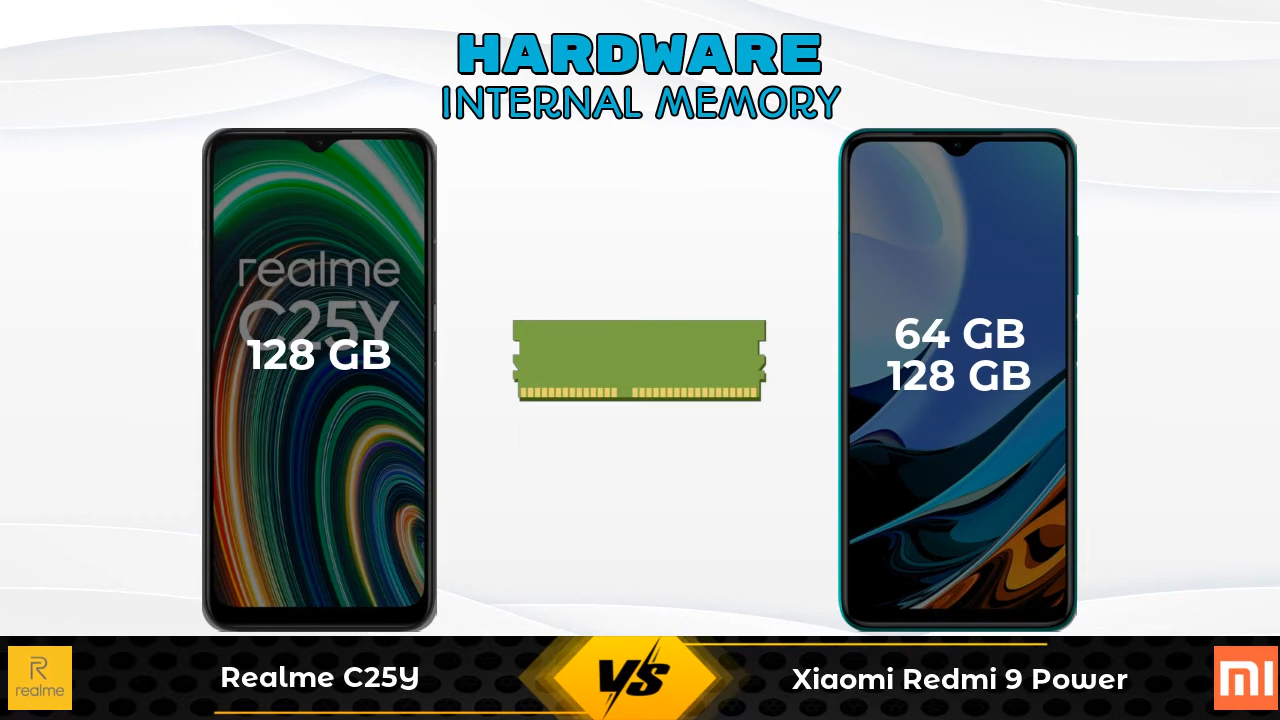 HARDWARE
INTERNAL MEMORY
realme
C25Y
128 GB
64 GB
128 GB
R
realme
Realme C25Y
VS
Xiaomi Redmi 9 Power
MI